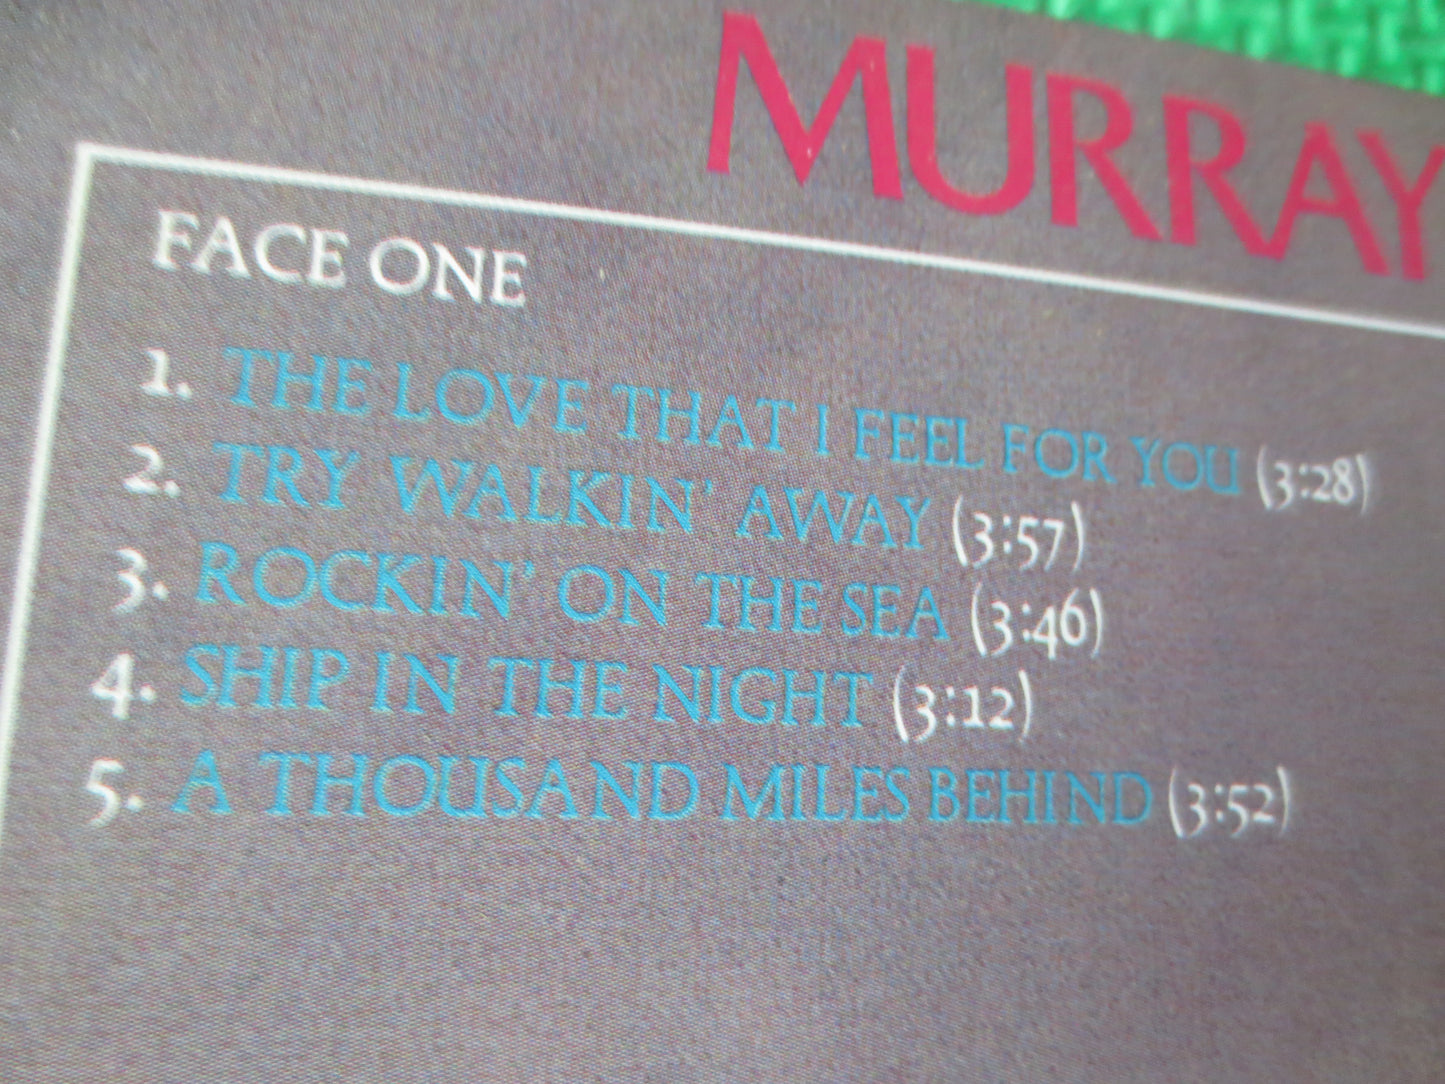 MURRAY
FACE ONE
1. THE LOVE THAT I FEEL FOR YOU (3:28)
2. TRY WALKIN' AWAY (3:57)
3. ROCKIN' ON THE SEA (3:46)
4. SHIP IN THE NIGHT (3:12)
5. A THOUSAND MILES BEHIND (3:52)